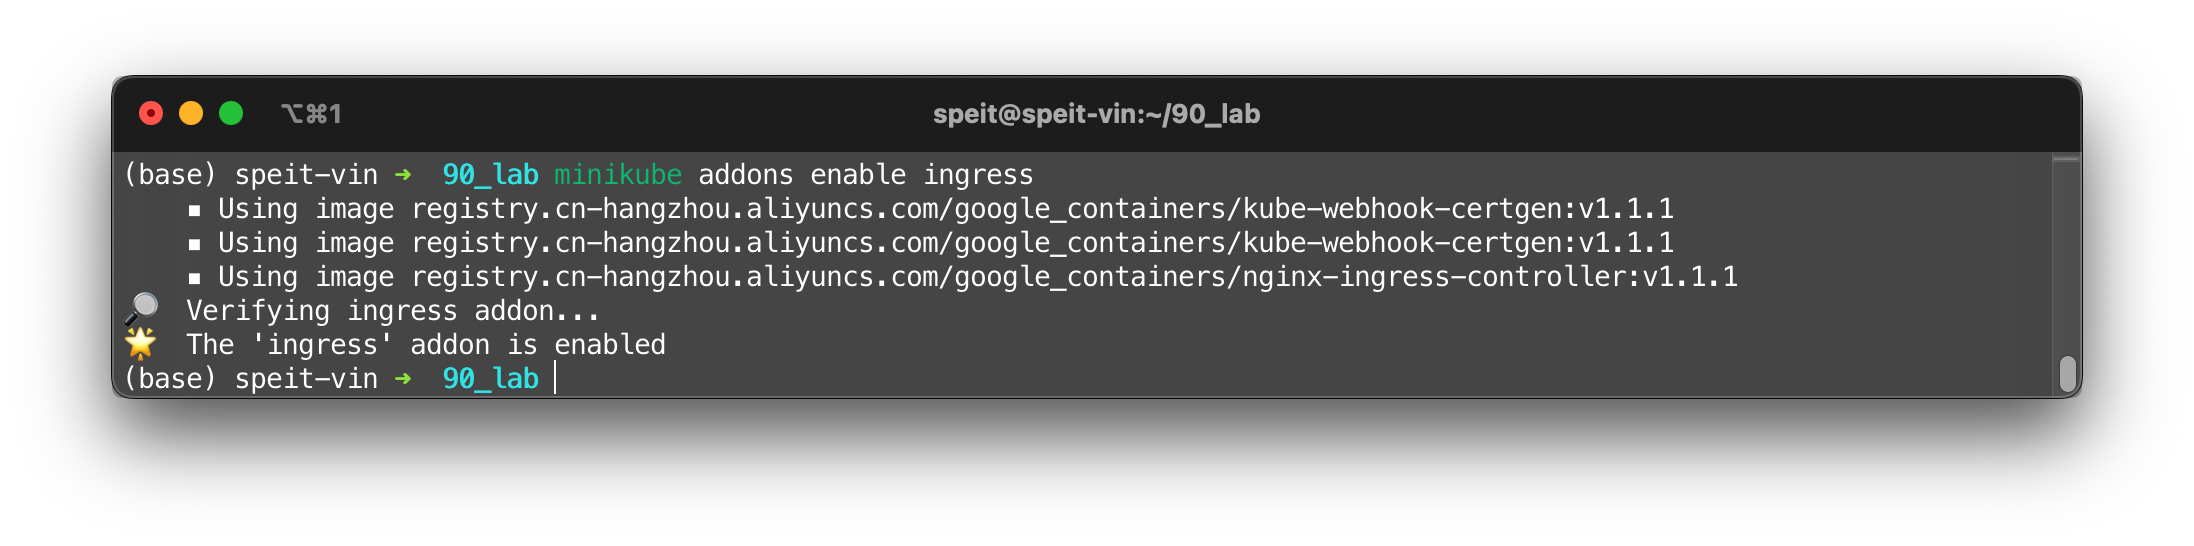 ⌥⌘1 speit@speit-vin:~/90_lab
(base) speit-vin ➜ 90_lab minikube addons enable ingress
▪ Using image registry.cn-hangzhou.aliyuncs.com/google_containers/kube-webhook-certgen:v1.1.1
▪ Using image registry.cn-hangzhou.aliyuncs.com/google_containers/kube-webhook-certgen:v1.1.1
▪ Using image registry.cn-hangzhou.aliyuncs.com/google_containers/nginx-ingress-controller:v1.1.1
🔎 Verifying ingress addon...
🌟 The 'ingress' addon is enabled
(base) speit-vin ➜ 90_lab